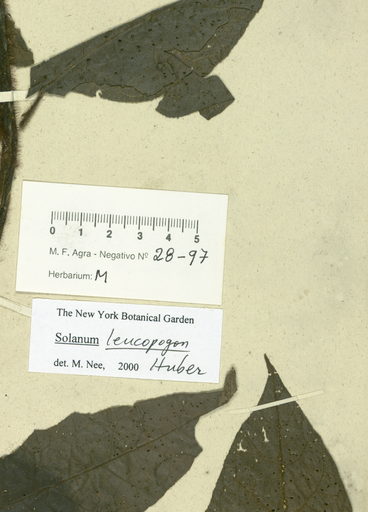 0 1 2 3 4 5
M. F. Agra - Negativo Nº 28-97
Herbarium: M
The New York Botanical Garden
Solanum leucopogon
det. M. Nee, 2000 Huber